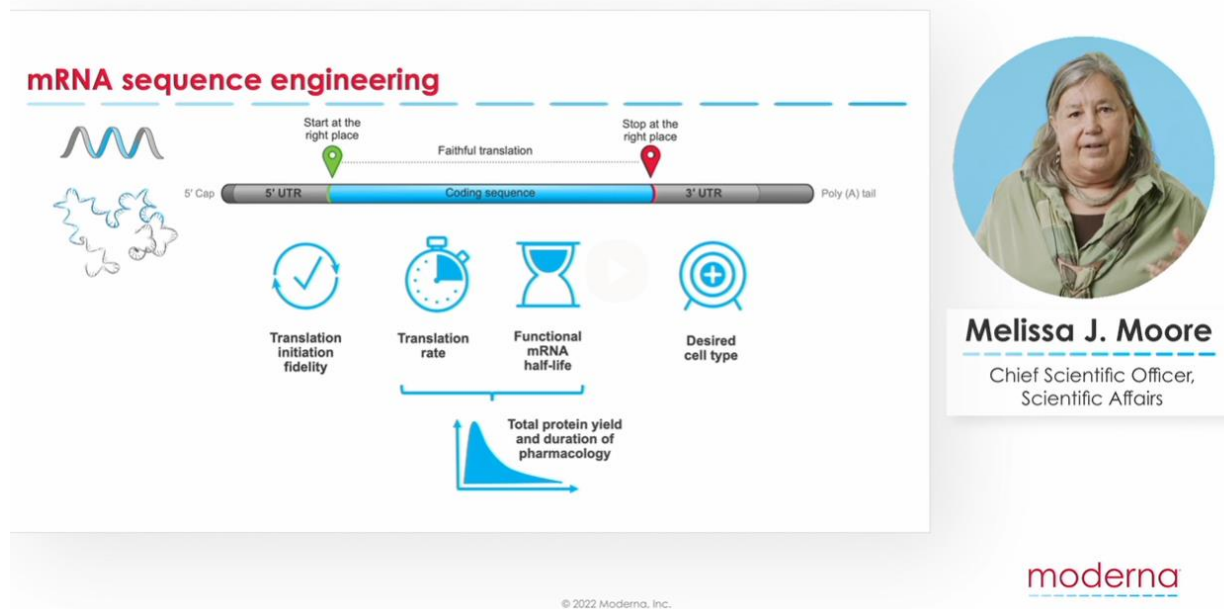 mRNA sequence engineering
Start at the
right place
Stop at the
right place
Faithful translation
5' Cap
5' UTR
Coding sequence
3' UTR
Poly (A) tail
Translation
initiation
fidelity
Translation
rate
Functional
mRNA
half-life
Desired
cell type
Total protein yield
and duration of
pharmacology
Melissa J. Moore
Chief Scientific Officer,
Scientific Affairs
moderna
© 2022 Moderna, Inc.